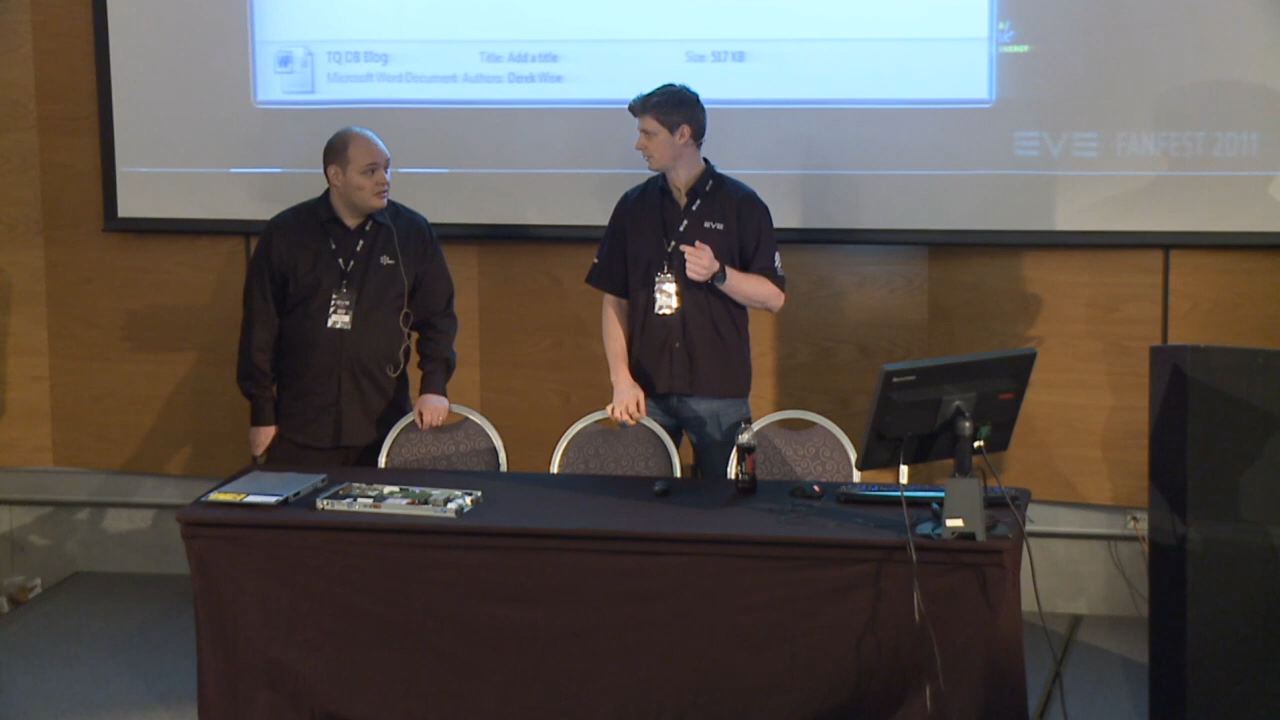 TQ DB Blog Title: Add a title Size: 517 KB
Microsoft Word Document Authors: Derek Wise
EVE FANFEST 2011
EVE